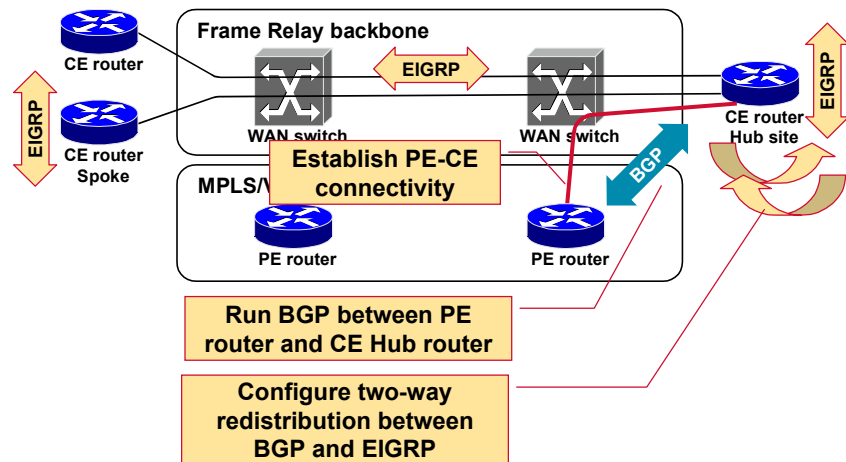 Frame Relay backbone
CE router
EIGRP
EIGRP
EIGRP
CE router
Spoke
WAN switch
WAN switch
CE router
Hub site
Establish PE-CE
connectivity
BGP
MPLS/V
PE router
PE router
Run BGP between PE
router and CE Hub router
Configure two-way
redistribution between
BGP and EIGRP